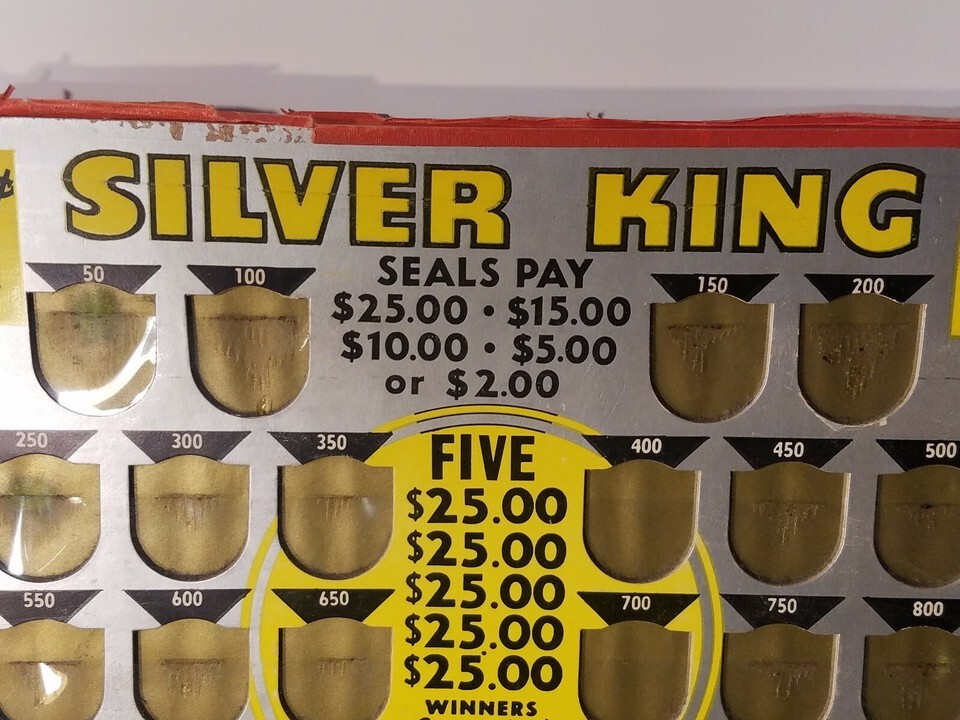 SILVER KING
50 100 SEALS PAY 150 200
$25.00 • $15.00
$10.00 • $5.00
or $2.00
250 300 350 FIVE 400 450 500
$25.00
$25.00
$25.00
550 600 650 $25.00 700 750 800
$25.00
WINNERS